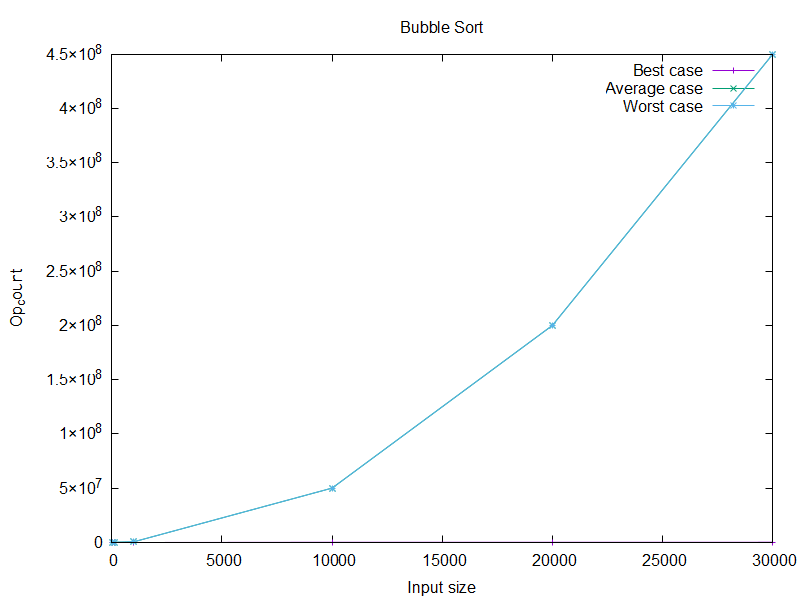 Bubble Sort
4.5×10⁸
4×10⁸
3.5×10⁸
3×10⁸
2.5×10⁸
2×10⁸
1.5×10⁸
1×10⁸
5×10⁷
0
Op_count
Best case
Average case
Worst case
0 5000 10000 15000 20000 25000 30000
Input size